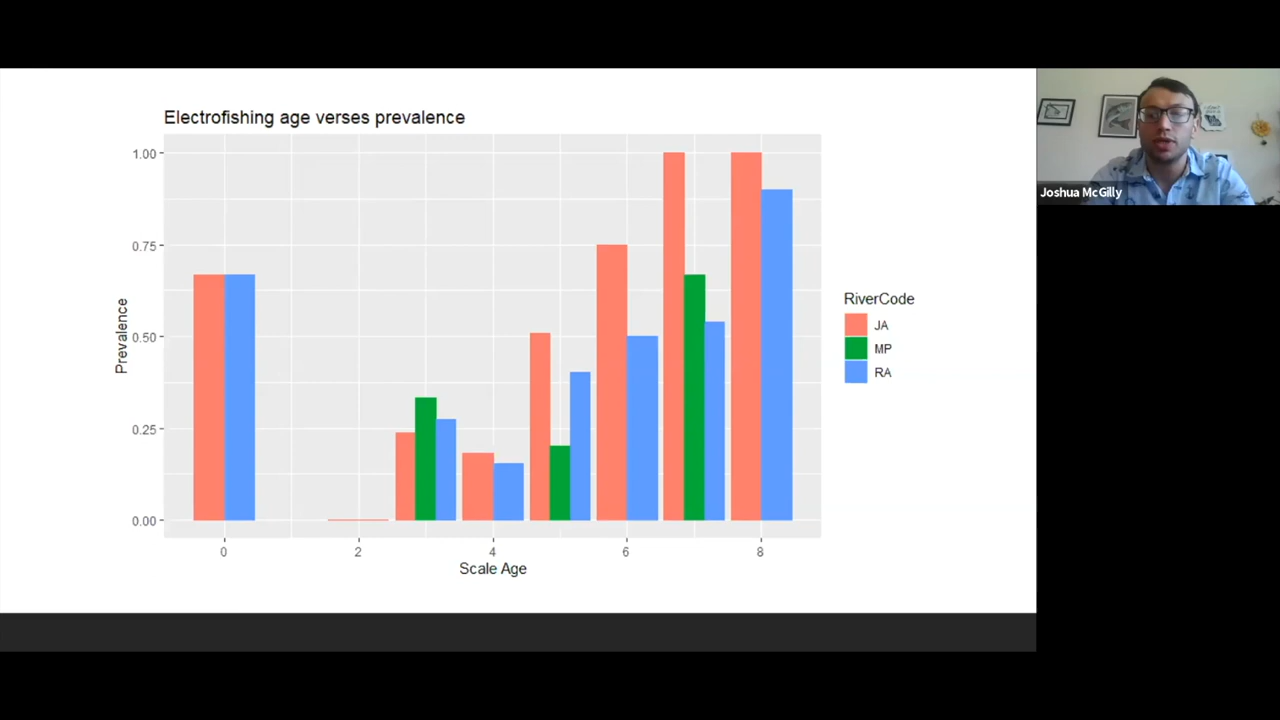 Electrofishing age verses prevalence
1.00
0.75
0.50
0.25
0.00
Prevalence
0
2
4
6
8
Scale Age
RiverCode
JA
MP
RA
Joshua McGilly